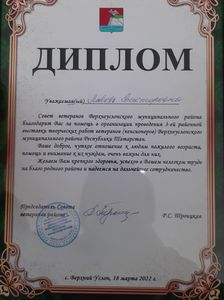 ДИПЛОМ
Уважаемый(ая)
Совет ветеранов Верхнеуслонского муниципального района
благодарит Вас за помощь в организации проведения 3-ей районной
выставки творческих работ ветеранов (пенсионеров) Верхнеуслонского
муниципального района Республики Татарстан.
Ваше доброе, чуткое отношение к людям пожилого возраста,
помощь и внимание к их нуждам, очень важны для них.
Желаем Вам крепкого здоровья, успехов в Вашем нелегком труде
на благо родного района и надеемся на дальнейшее сотрудничество.
Председатель Совета
ветеранов района
Р.С. Троицкая
с. Верхний Услон, 18 марта 2022 г.